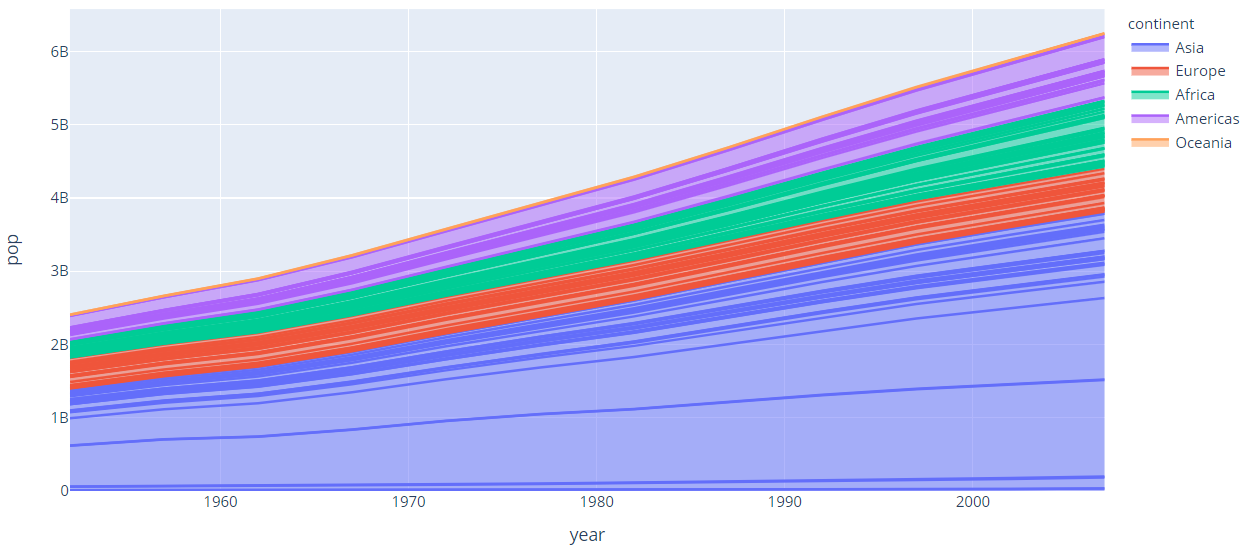 continent
Asia
Europe
Africa
Americas
Oceania
6B
5B
4B
3B
2B
1B
0
pop
1960 1970 1980 1990 2000
year